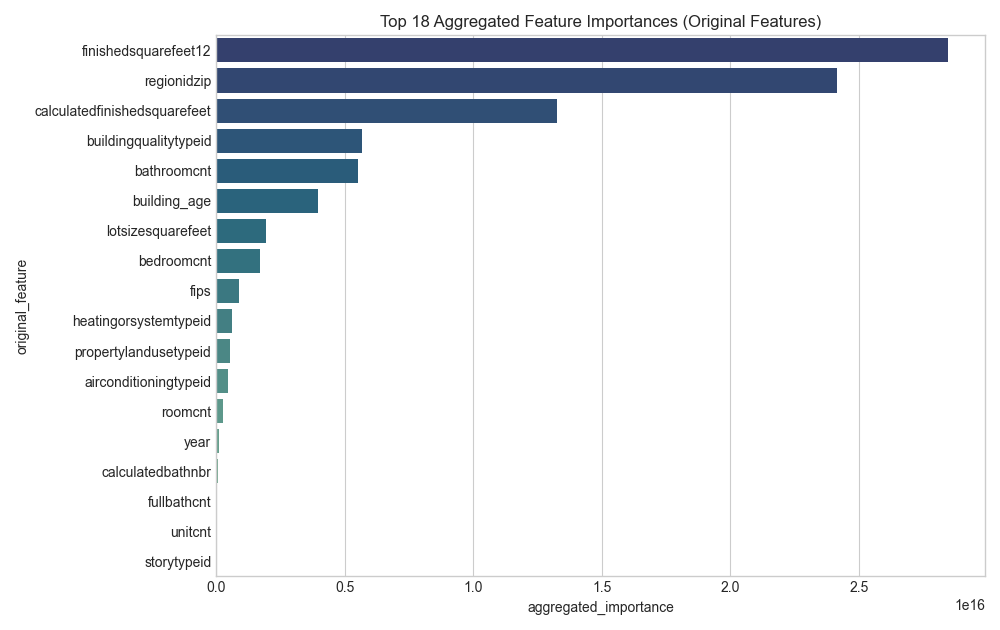 Top 18 Aggregated Feature Importances (Original Features)
original_feature
finishedsquarefeet12
regionidzip
calculatedfinishedsquarefeet
buildingqualitytypeid
bathroomcnt
building_age
lotsizesquarefeet
bedroomcnt
fips
heatingorsystemtypeid
propertylandusetypeid
airconditioningtypeid
roomcnt
year
calculatedbathnbr
fullbathcnt
unitcnt
storytypeid
0.0 0.5 1.0 1.5 2.0 2.5
1e16
aggregated_importance